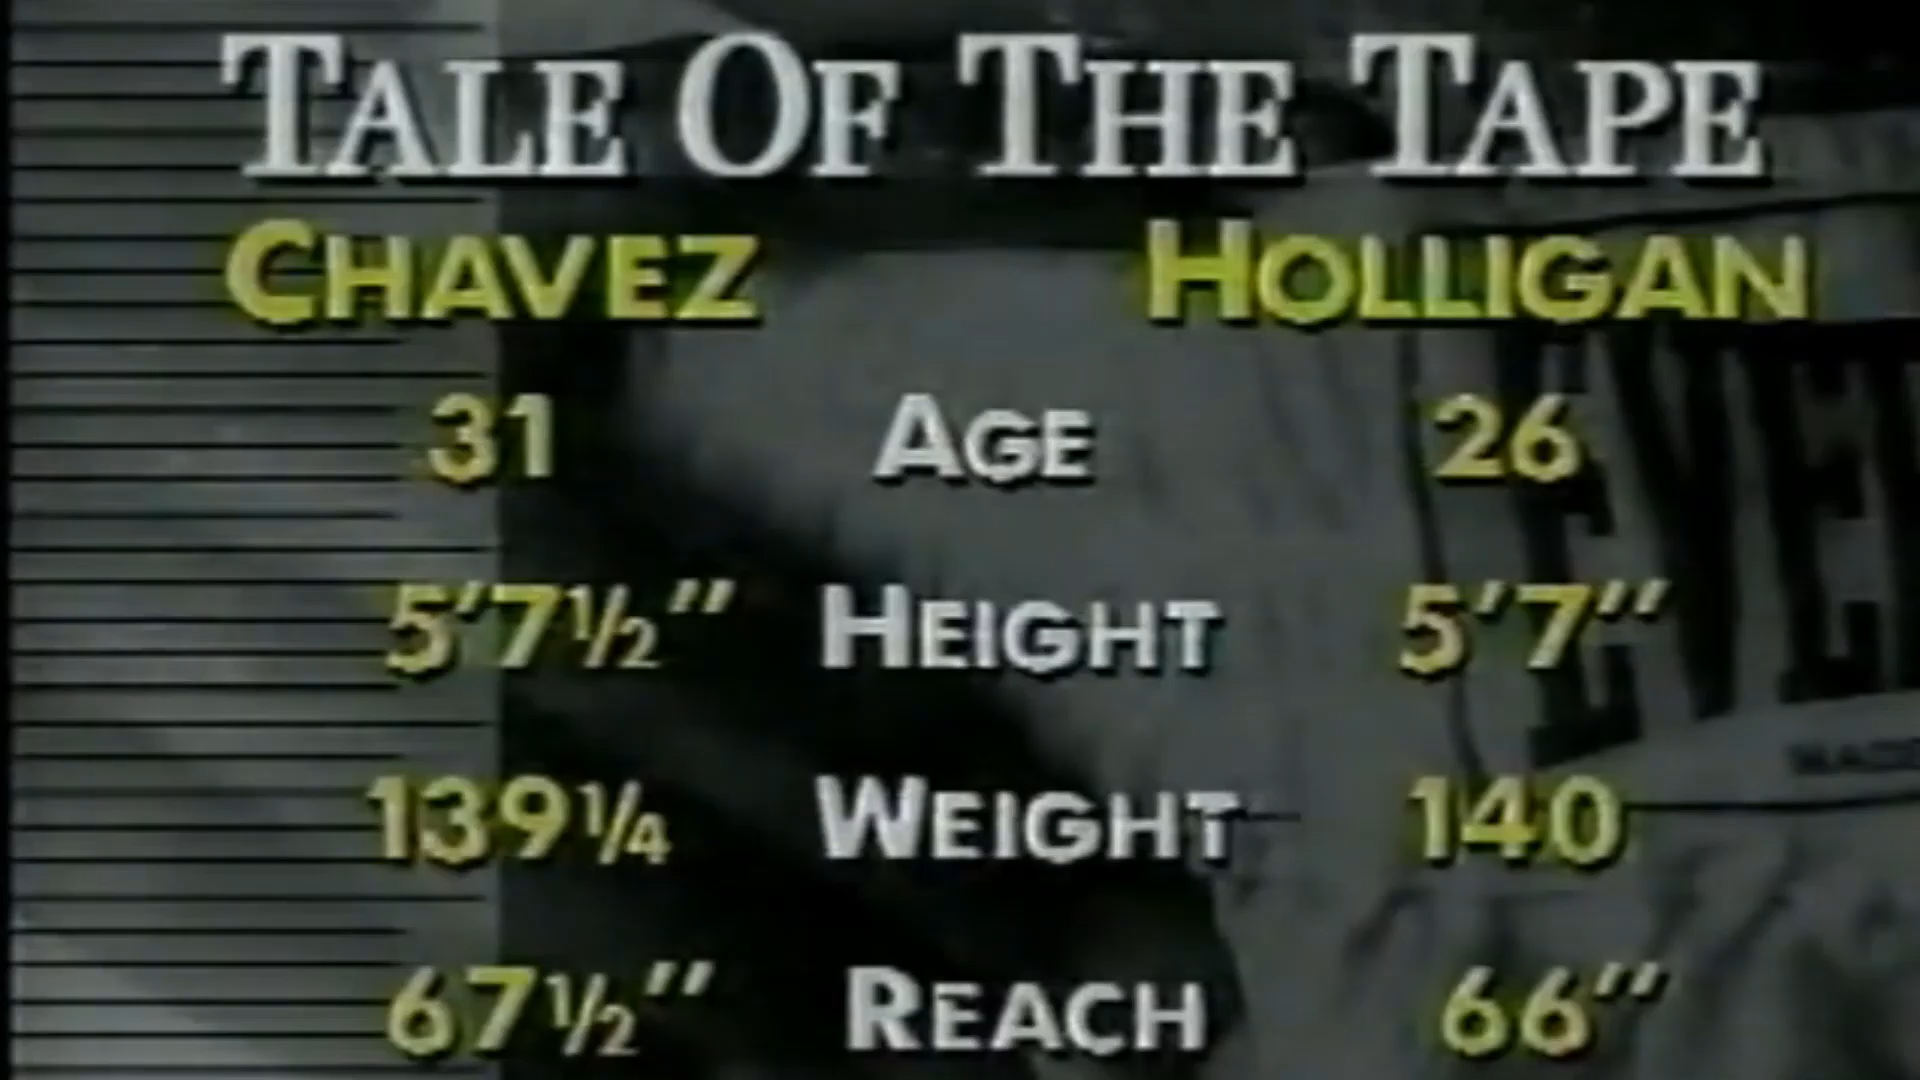 TALE OF THE TAPE
CHAVEZ HOLLIGAN
31 AGE 26
5'7½" HEIGHT 5'7"
139¼ WEIGHT 140
67½" REACH 66"